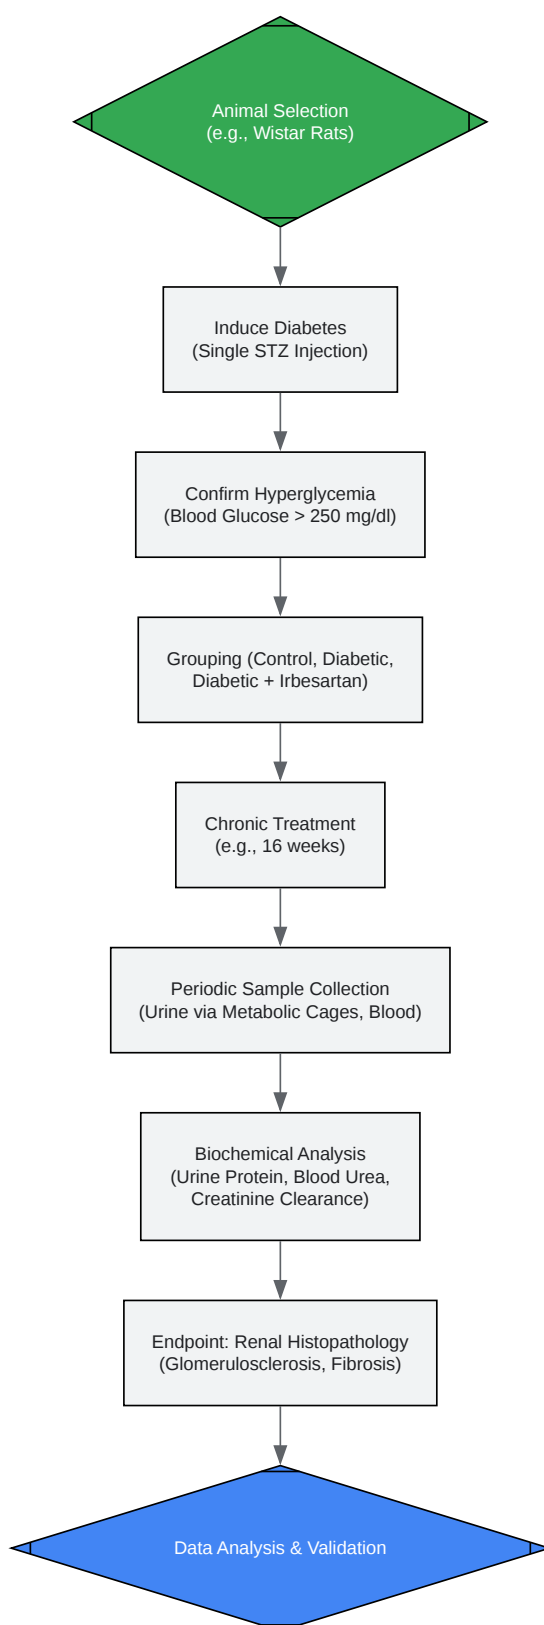 Animal Selection
(e.g., Wistar Rats)
Induce Diabetes
(Single STZ Injection)
Confirm Hyperglycemia
(Blood Glucose > 250 mg/dl)
Grouping (Control, Diabetic,
Diabetic + Irbesartan)
Chronic Treatment
(e.g., 16 weeks)
Periodic Sample Collection
(Urine via Metabolic Cages, Blood)
Biochemical Analysis
(Urine Protein, Blood Urea,
Creatinine Clearance)
Endpoint: Renal Histopathology
(Glomerulosclerosis, Fibrosis)
Data Analysis & Validation